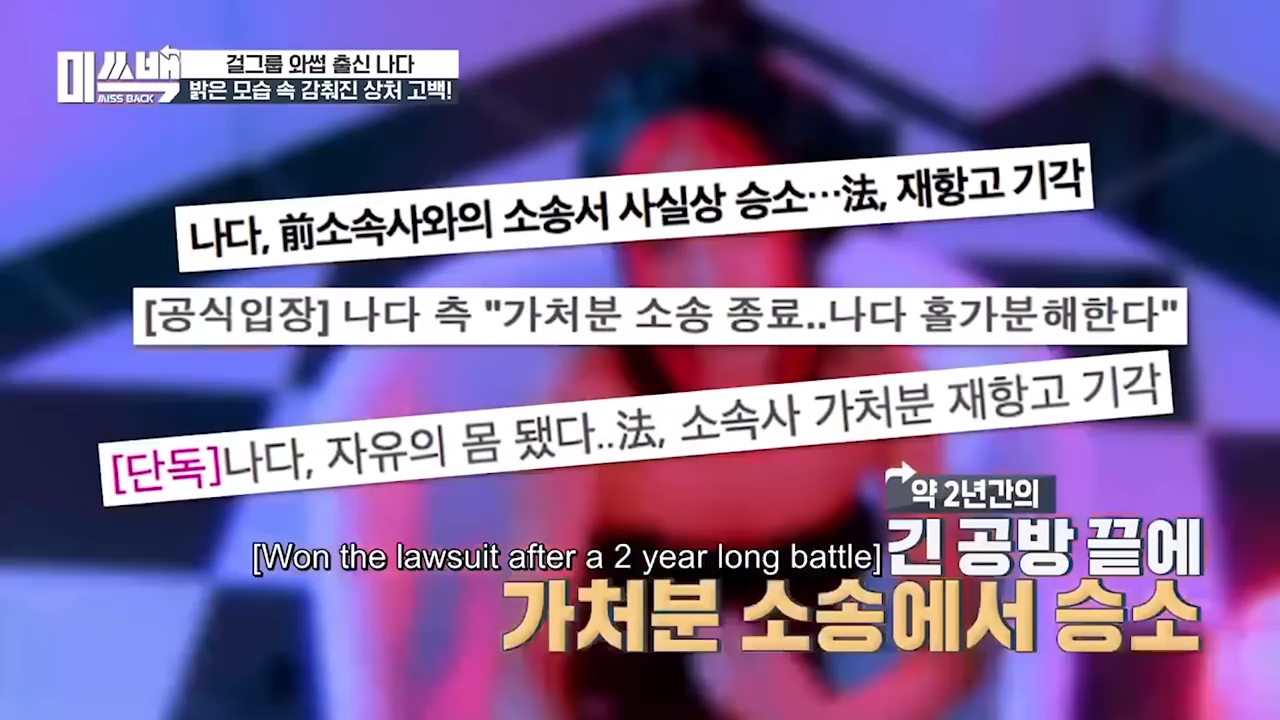 미쓰백
MISS BACK
걸그룹 와썹 출신 나다
밝은 모습 속 감춰진 상처 고백!
나다, 前소속사와의 소송서 사실상 승소…法, 재항고 기각
[공식입장] 나다 측 "가처분 소송 종료..나다 홀가분해한다"
[단독]나다, 자유의 몸 됐다..法, 소속사 가처분 재항고 기각
약 2년간의
[Won the lawsuit after a 2 year long battle]
긴 공방 끝에
가처분 소송에서 승소